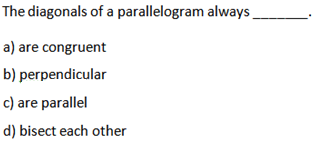 The diagonals of a parallelogram always _______.
a) are congruent
b) perpendicular
c) are parallel
d) bisect each other